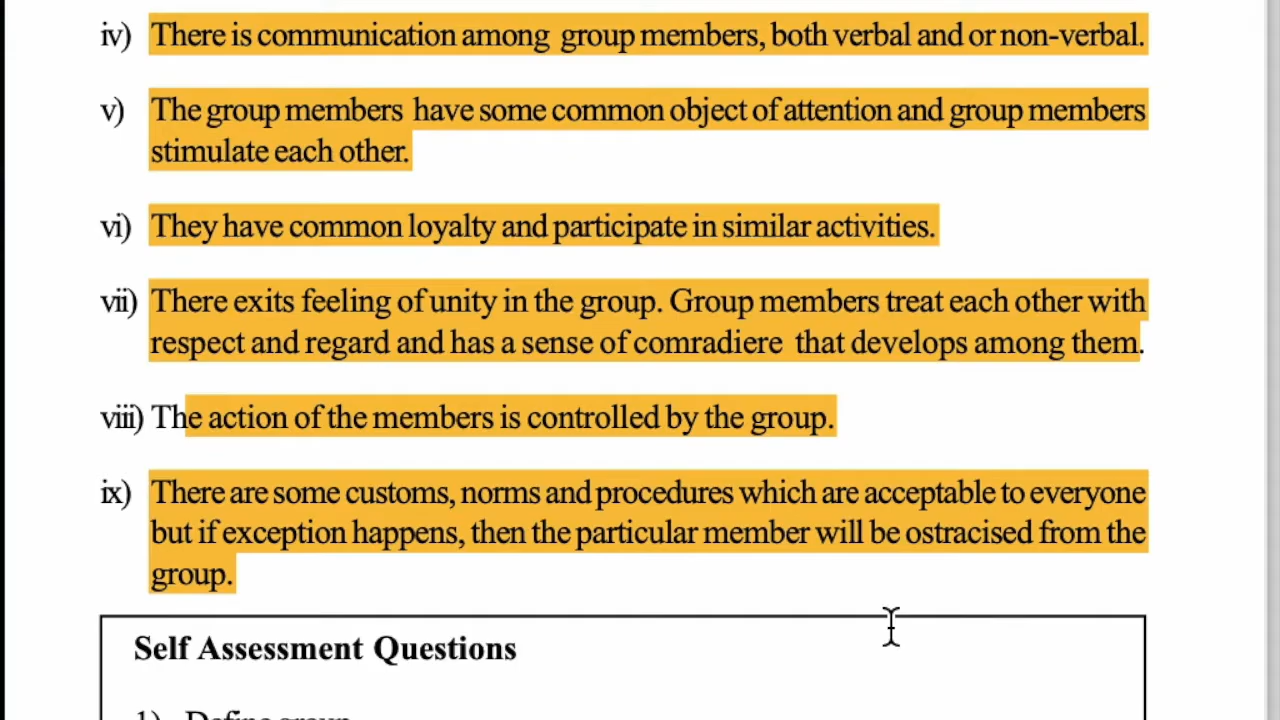 iv) There is communication among group members, both verbal and or non-verbal.
v) The group members have some common object of attention and group members
stimulate each other.
vi) They have common loyalty and participate in similar activities.
vii) There exits feeling of unity in the group. Group members treat each other with
respect and regard and has a sense of comradiere that develops among them.
viii) The action of the members is controlled by the group.
ix) There are some customs, norms and procedures which are acceptable to everyone
but if exception happens, then the particular member will be ostracised from the
group.
Self Assessment Questions
1) Define group